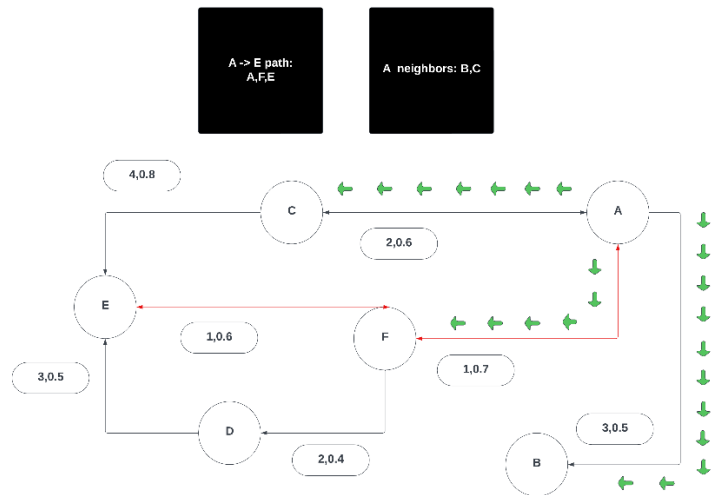 A -> E path:
A,F,E
A  neighbors: B,C
4,0.8
C
A
2,0.6
E
1,0.6
F
1,0.7
3,0.5
D
2,0.4
3,0.5
B